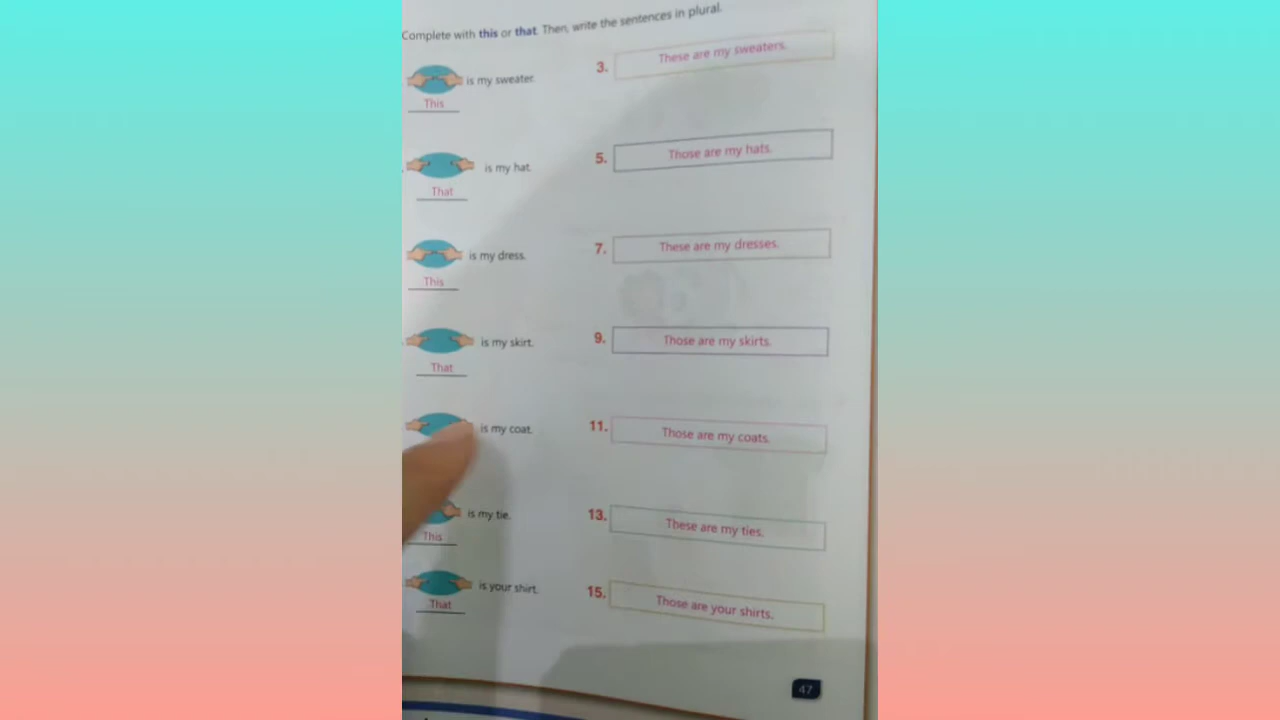 Complete with this or that. Then, write the sentences in plural.
is my sweater.
This
3. These are my sweaters.
is my hat.
That
5. Those are my hats.
is my dress.
This
7. These are my dresses.
is my skirt.
That
9. Those are my skirts.
is my coat.
11. Those are my coats.
is my tie.
This
13. These are my ties.
is your shirt.
That
15. Those are your shirts.
47